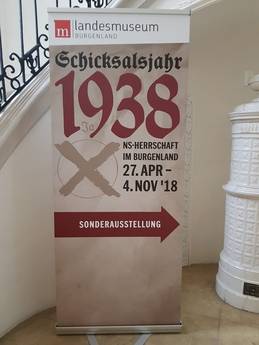 m landesmuseum
BURGENLAND
Schicksalsjahr
1938
Ja
NS-HERRSCHAFT
IM BURGENLAND
27. APR –
4. NOV '18
SONDERAUSSTELLUNG